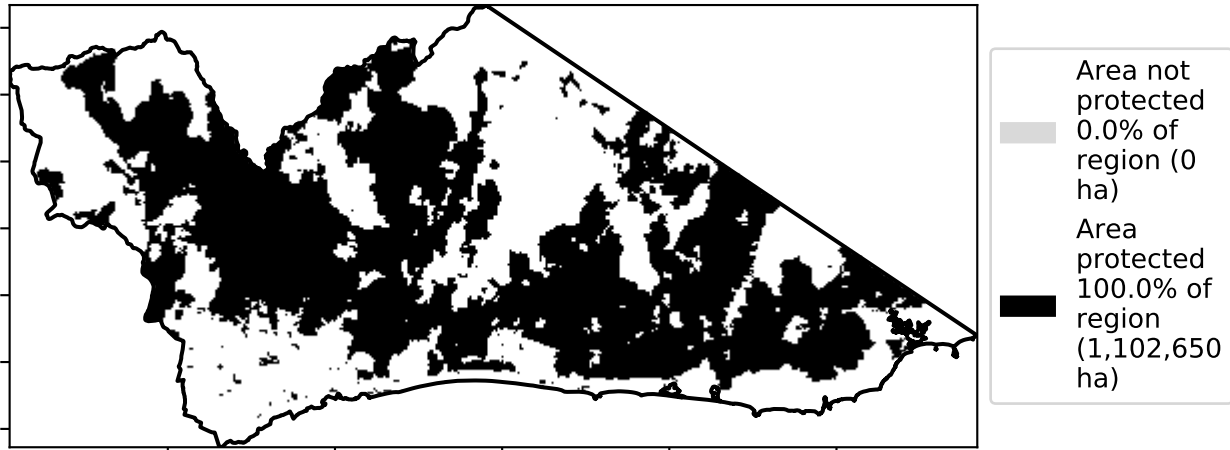 Area not
protected
0.0% of
region (0
ha)
Area
protected
100.0% of
region
(1,102,650
ha)